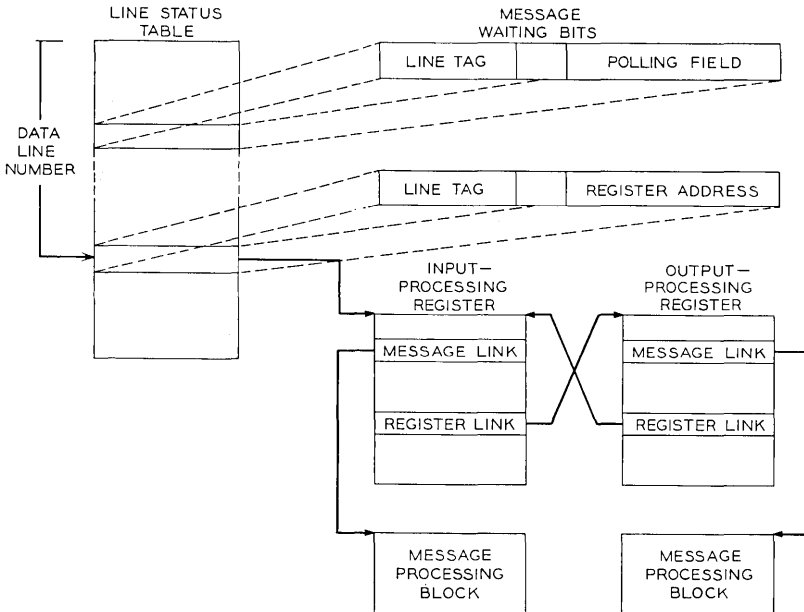 LINE STATUS
TABLE
MESSAGE
WAITING BITS
LINE TAG
POLLING FIELD
DATA
LINE
NUMBER
LINE TAG
REGISTER ADDRESS
INPUT—
PROCESSING
REGISTER
OUTPUT—
PROCESSING
REGISTER
MESSAGE LINK
MESSAGE LINK
REGISTER LINK
REGISTER LINK
MESSAGE
PROCESSING
BLOCK
MESSAGE
PROCESSING
BLOCK